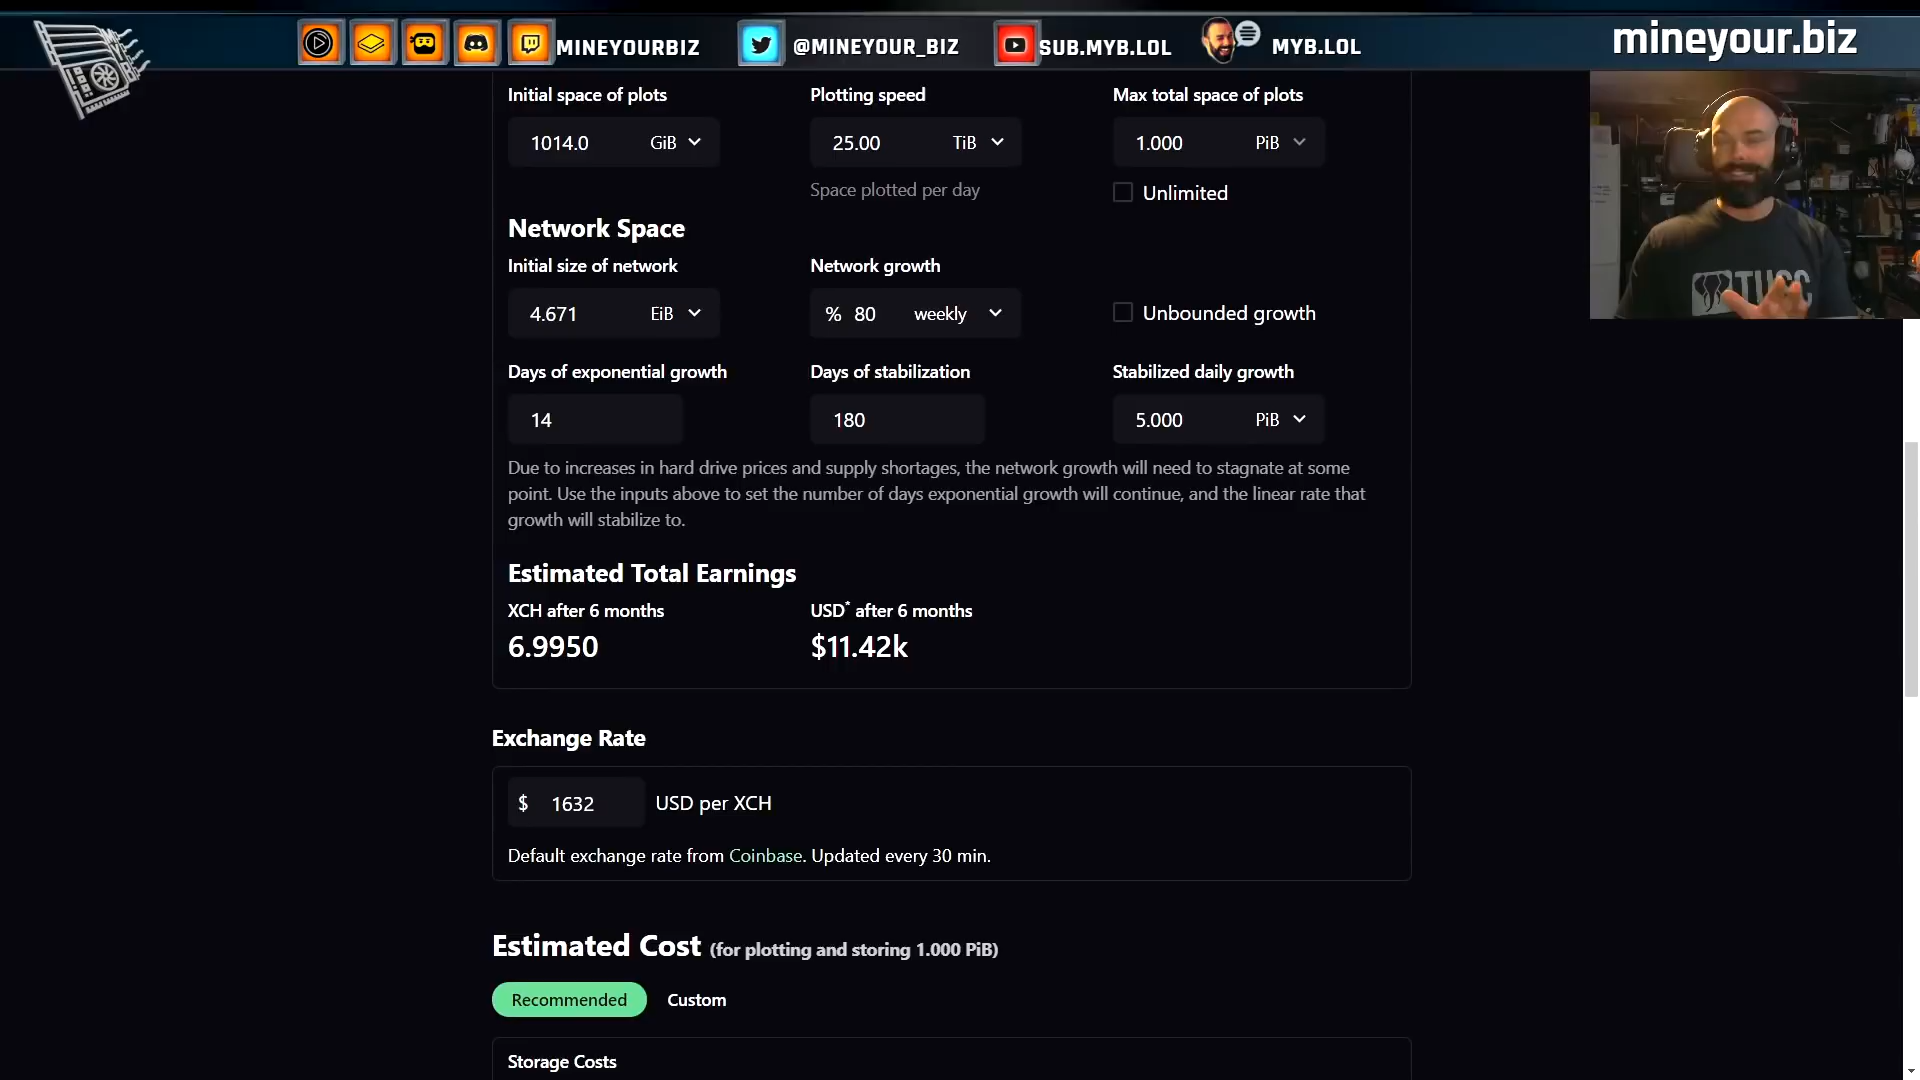 MINEYOURBIZ
@MINEYOUR_BIZ
SUB.MYB.LOL
MYB.LOL
mineyour.biz
Initial space of plots
Plotting speed
Max total space of plots
1014.0 GiB
25.00 TiB
1.000 PiB
Space plotted per day
Unlimited
Network Space
Initial size of network
Network growth
4.671 EiB
% 80 weekly
Unbounded growth
Days of exponential growth
Days of stabilization
Stabilized daily growth
14
180
5.000 PiB
Due to increases in hard drive prices and supply shortages, the network growth will need to stagnate at some
point. Use the inputs above to set the number of days exponential growth will continue, and the linear rate that
growth will stabilize to.
Estimated Total Earnings
XCH after 6 months
USD* after 6 months
6.9950
$11.42k
Exchange Rate
$ 1632 USD per XCH
Default exchange rate from Coinbase. Updated every 30 min.
Estimated Cost (for plotting and storing 1.000 PiB)
Recommended
Custom
Storage Costs